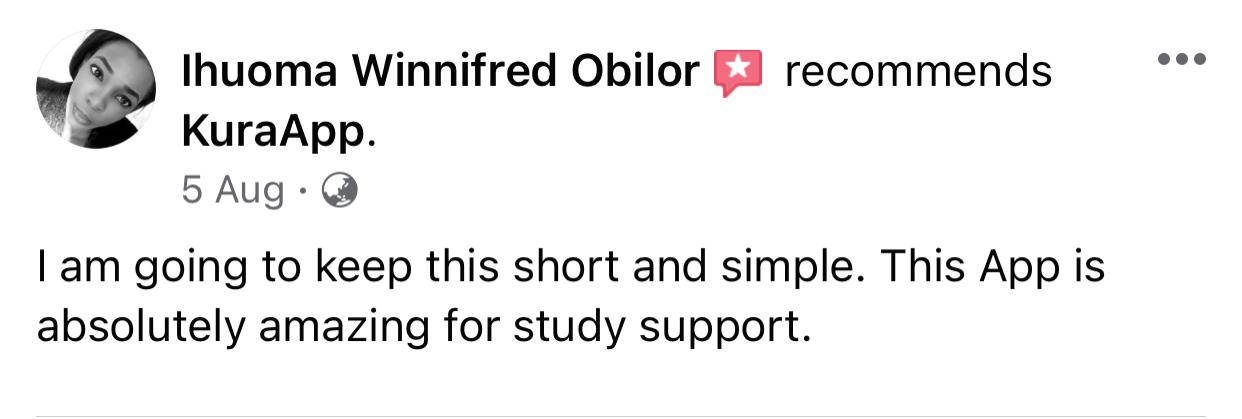 Ihuoma Winnifred Obilor recommends
KuraApp.
5 Aug ·
I am going to keep this short and simple. This App is
absolutely amazing for study support.